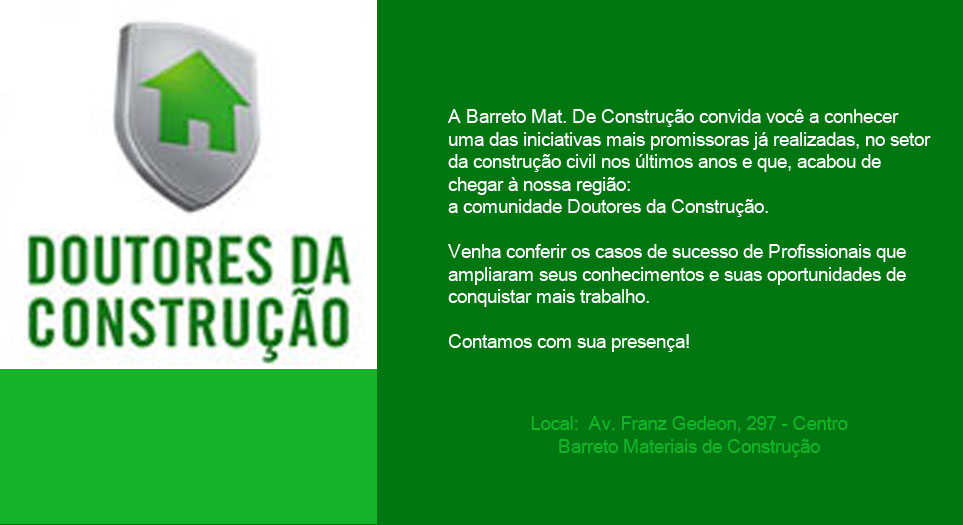 DOUTORES DA
CONSTRUÇÃO
A Barreto Mat. De Construção convida você a conhecer
uma das iniciativas mais promissoras já realizadas, no setor
da construção civil nos últimos anos e que, acabou de
chegar à nossa região:
a comunidade Doutores da Construção.
Venha conferir os casos de sucesso de Profissionais que
ampliaram seus conhecimentos e suas oportunidades de
conquistar mais trabalho.
Contamos com sua presença!
Local: Av. Franz Gedeon, 297 - Centro
Barreto Materiais de Construção